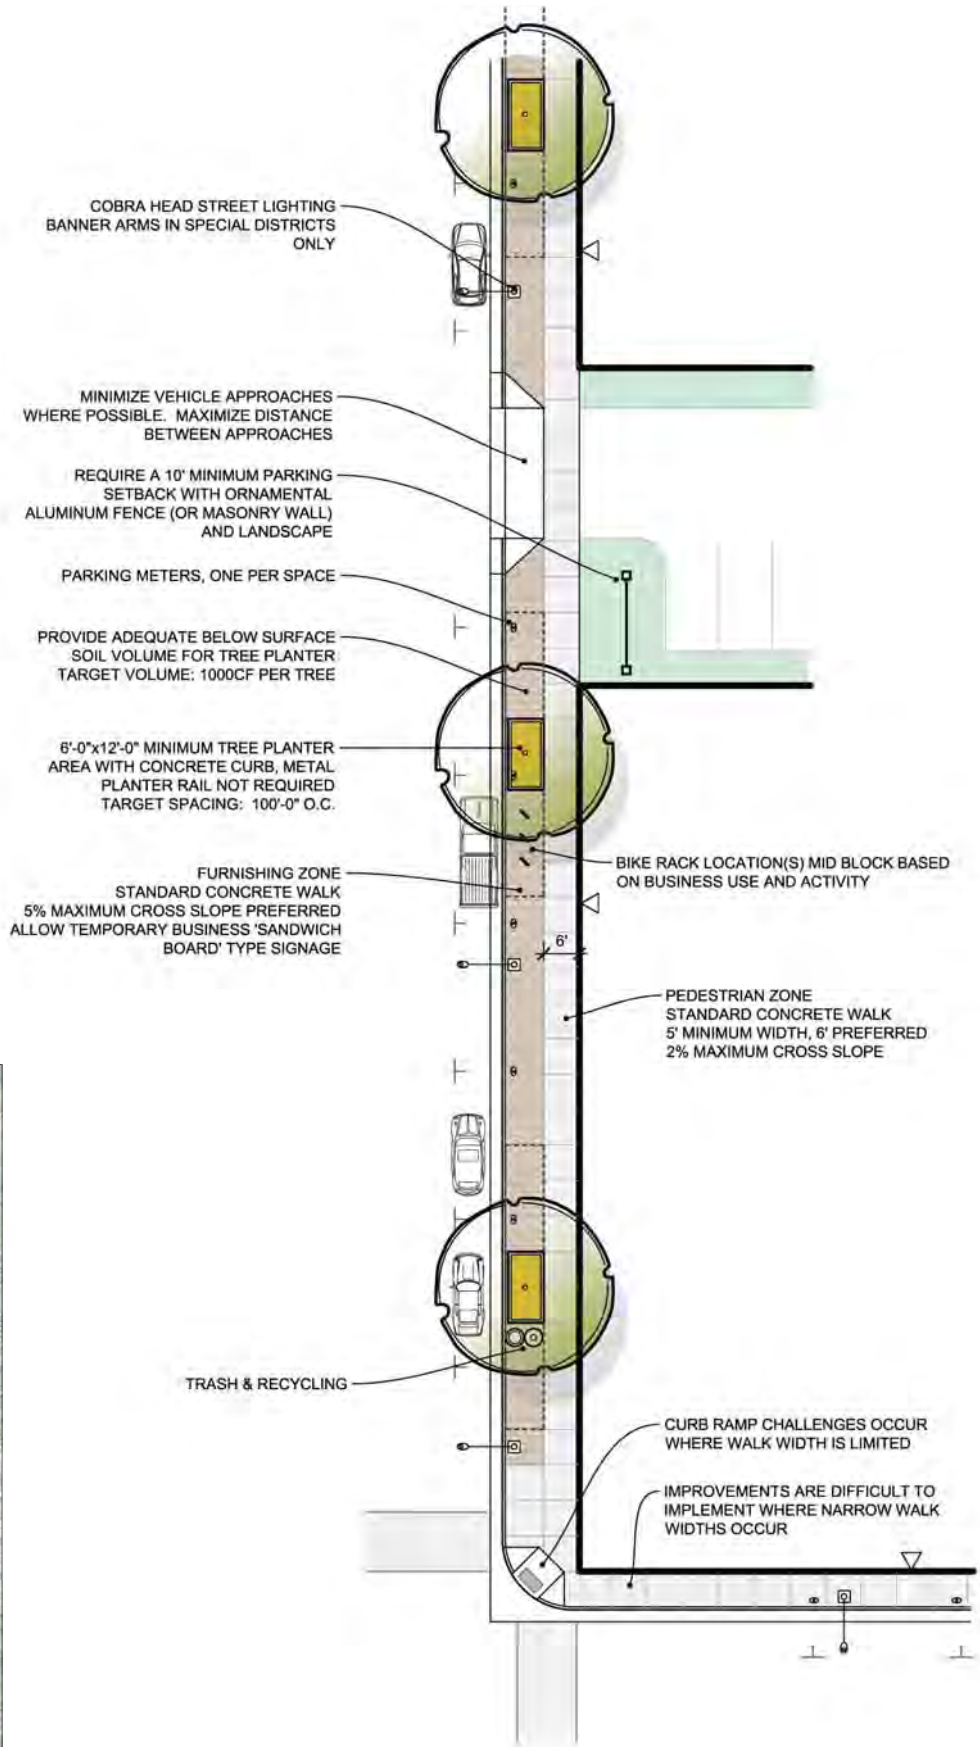 COBRA HEAD STREET LIGHTING
BANNER ARMS IN SPECIAL DISTRICTS
ONLY
MINIMIZE VEHICLE APPROACHES
WHERE POSSIBLE. MAXIMIZE DISTANCE
BETWEEN APPROACHES
REQUIRE A 10' MINIMUM PARKING
SETBACK WITH ORNAMENTAL
ALUMINUM FENCE (OR MASONRY WALL)
AND LANDSCAPE
PARKING METERS, ONE PER SPACE
PROVIDE ADEQUATE BELOW SURFACE
SOIL VOLUME FOR TREE PLANTER
TARGET VOLUME: 1000CF PER TREE
6'-0"x12'-0" MINIMUM TREE PLANTER
AREA WITH CONCRETE CURB, METAL
PLANTER RAIL NOT REQUIRED
TARGET SPACING: 100'-0" O.C.
FURNISHING ZONE
STANDARD CONCRETE WALK
5% MAXIMUM CROSS SLOPE PREFERRED
ALLOW TEMPORARY BUSINESS 'SANDWICH
BOARD' TYPE SIGNAGE
BIKE RACK LOCATION(S) MID BLOCK BASED
ON BUSINESS USE AND ACTIVITY
6'
PEDESTRIAN ZONE
STANDARD CONCRETE WALK
5' MINIMUM WIDTH, 6' PREFERRED
2% MAXIMUM CROSS SLOPE
TRASH & RECYCLING
CURB RAMP CHALLENGES OCCUR
WHERE WALK WIDTH IS LIMITED
IMPROVEMENTS ARE DIFFICULT TO
IMPLEMENT WHERE NARROW WALK
WIDTHS OCCUR